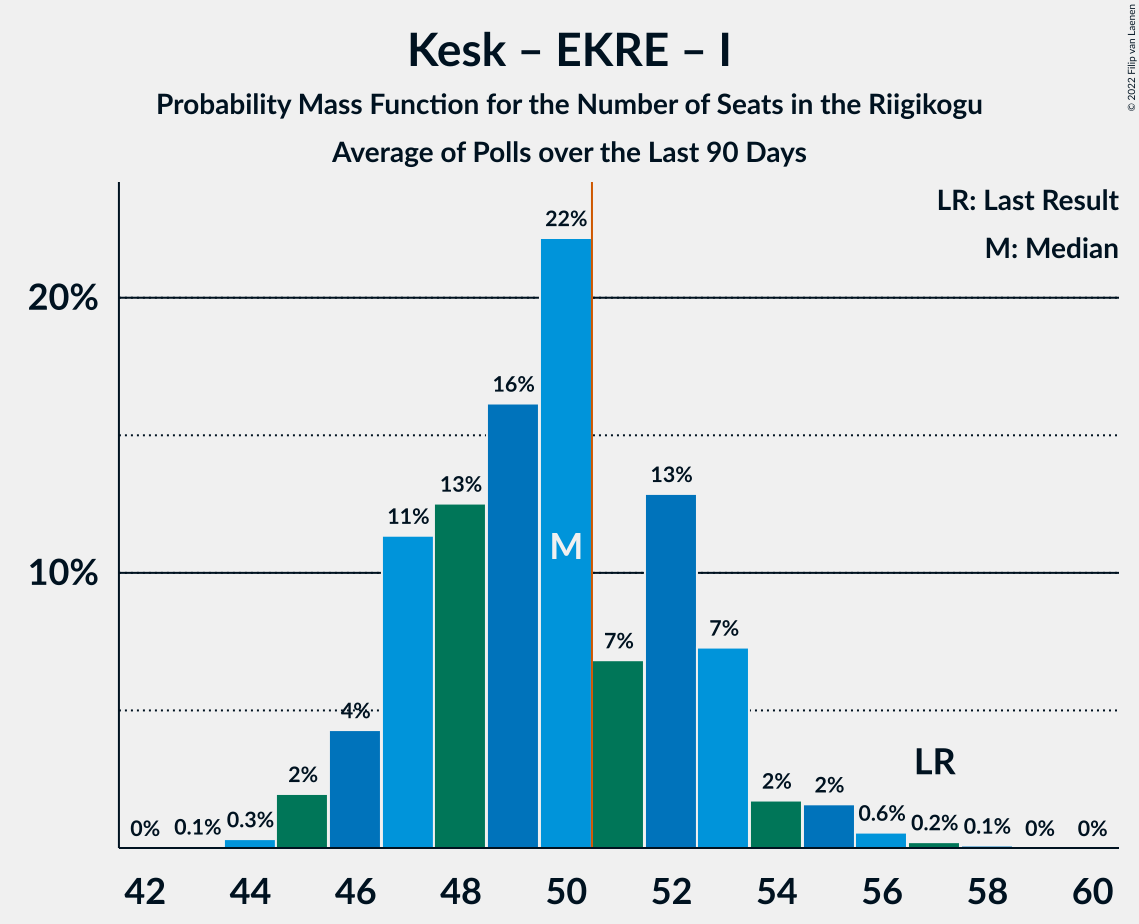 Kesk – EKRE – I
Probability Mass Function for the Number of Seats in the Riigikogu
Average of Polls over the Last 90 Days
© 2022 Filip van Laenen
LR: Last Result
M: Median
20%
10%
0%
0.1%
0.3%
2%
4%
11%
13%
16%
22%
7%
13%
7%
2%
2%
0.6%
0.2%
0.1%
0%
0%
M
LR
42 44 46 48 50 52 54 56 58 60